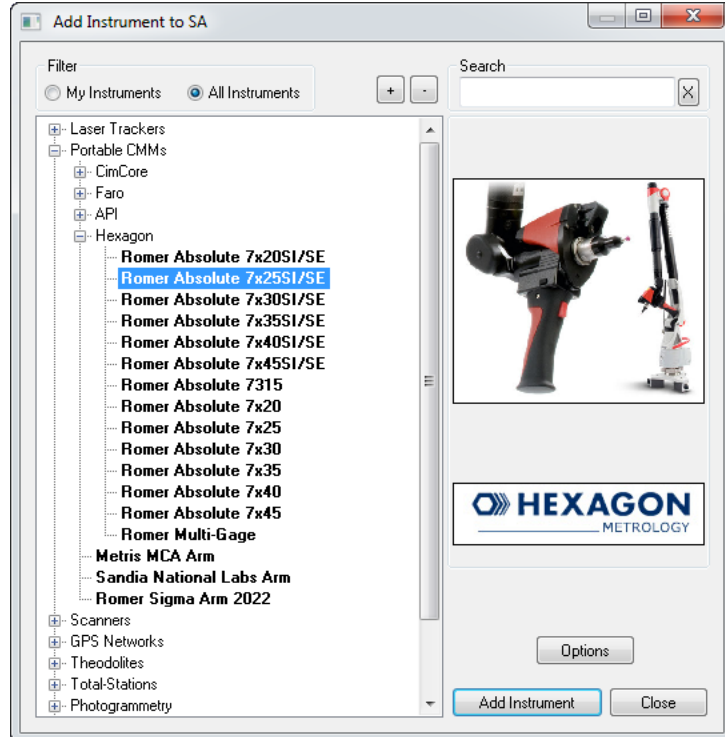 Add Instrument to SA
Filter
My Instruments
All Instruments
+
-
Search
X
Laser Trackers
Portable CMMs
CimCore
Faro
API
Hexagon
Romer Absolute 7x20SI/SE
Romer Absolute 7x25SI/SE
Romer Absolute 7x30SI/SE
Romer Absolute 7x35SI/SE
Romer Absolute 7x40SI/SE
Romer Absolute 7x45SI/SE
Romer Absolute 7315
Romer Absolute 7x20
Romer Absolute 7x25
Romer Absolute 7x30
Romer Absolute 7x35
Romer Absolute 7x40
Romer Absolute 7x45
Romer Multi-Gage
Metris MCA Arm
Sandia National Labs Arm
Romer Sigma Arm 2022
Scanners
GPS Networks
Theodolites
Total-Stations
Photogrammetry
HEXAGON
METROLOGY
Options
Add Instrument
Close